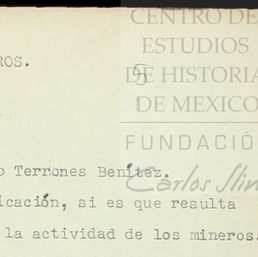 CENTRO DE
ESTUDIOS
DE HISTORIA
DE MEXICO
FUNDACIÓ
Carlos Slim
ROS.
5
o Terrones Benítez.
icación, si es que resulta
la actividad de los mineros.